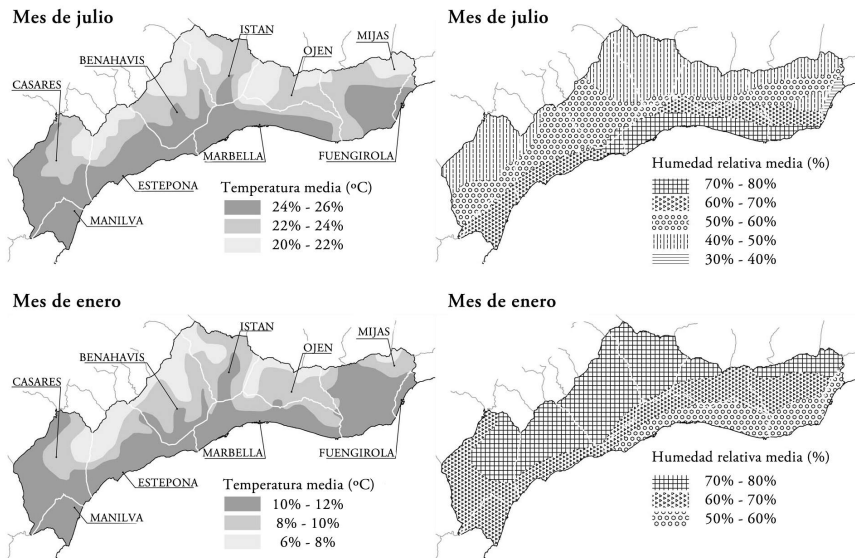 Mes de julio
ISTAN
BENAHAVIS
OJEN
MIJAS
CASARES
MARBELLA
FUENGIROLA
ESTEPONA
MANILVA
Temperatura media (ºC)
24% - 26%
22% - 24%
20% - 22%
Mes de julio
Humedad relativa media (%)
70% - 80%
60% - 70%
50% - 60%
40% - 50%
30% - 40%
Mes de enero
ISTAN
BENAHAVIS
OJEN
MIJAS
CASARES
MARBELLA
FUENGIROLA
ESTEPONA
MANILVA
Temperatura media (ºC)
10% - 12%
8% - 10%
6% - 8%
Mes de enero
Humedad relativa media (%)
70% - 80%
60% - 70%
50% - 60%